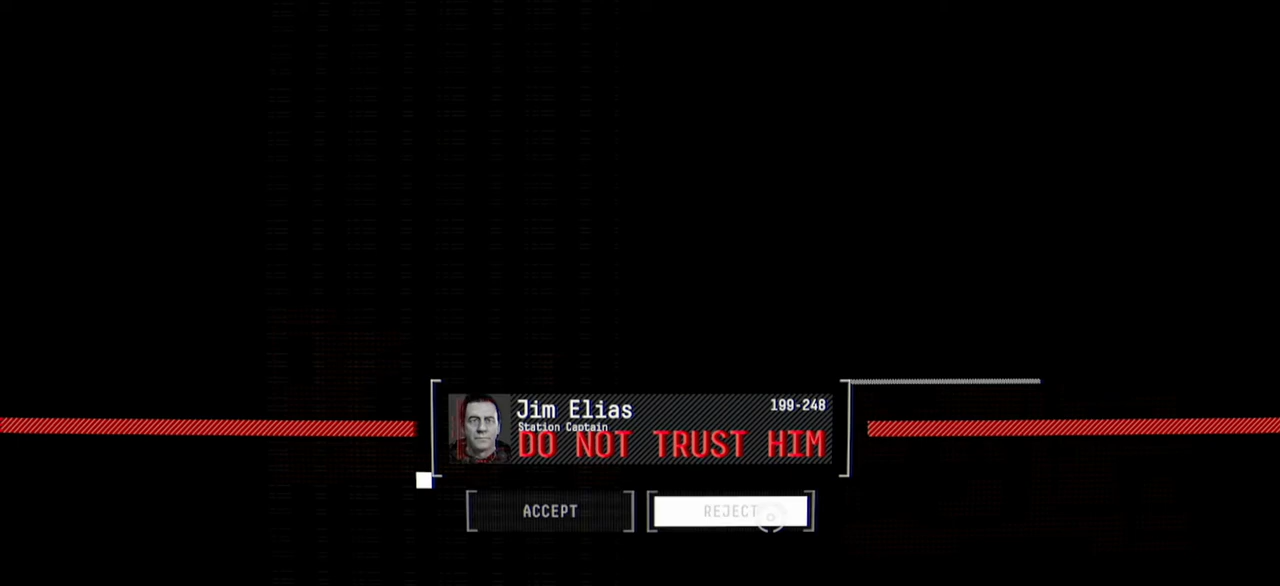 Jim Elias
199-248
Station Captain
DO NOT TRUST HIM
ACCEPT
REJECT